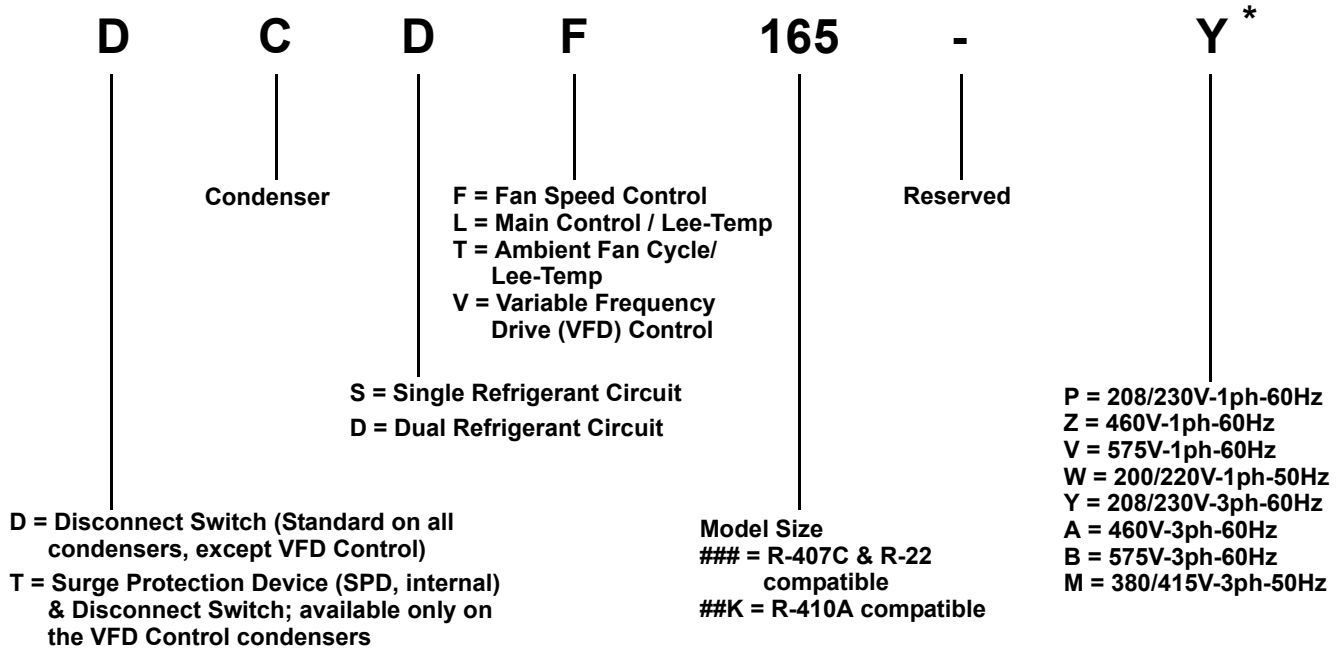 D C D F 165 - Y *
Condenser
F = Fan Speed Control
L = Main Control / Lee-Temp
T = Ambient Fan Cycle/
Lee-Temp
V = Variable Frequency
Drive (VFD) Control
Reserved
S = Single Refrigerant Circuit
D = Dual Refrigerant Circuit
D = Disconnect Switch (Standard on all
condensers, except VFD Control)
T = Surge Protection Device (SPD, internal)
& Disconnect Switch; available only on
the VFD Control condensers
Model Size
### = R-407C & R-22
compatible
##K = R-410A compatible
P = 208/230V-1ph-60Hz
Z = 460V-1ph-60Hz
V = 575V-1ph-60Hz
W = 200/220V-1ph-50Hz
Y = 208/230V-3ph-60Hz
A = 460V-3ph-60Hz
B = 575V-3ph-60Hz
M = 380/415V-3ph-50Hz